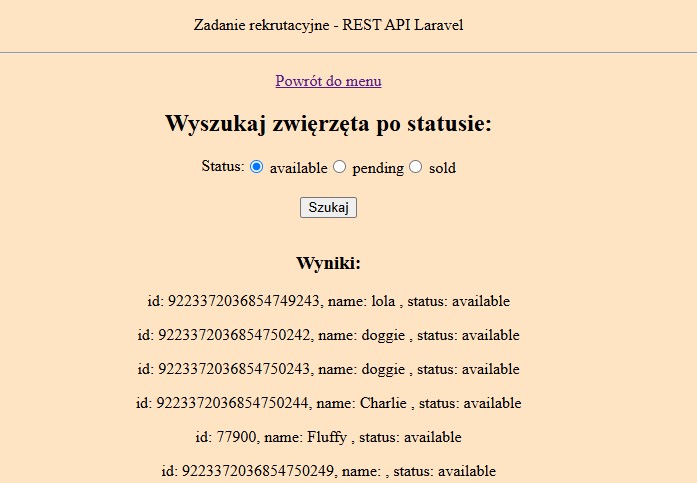 Zadanie rekrutacyjne - REST API Laravel
Powrót do menu
Wyszukaj zwięrzęta po statusie:
Status: available pending sold
Szukaj
Wyniki:
id: 9223372036854749243, name: lola , status: available
id: 9223372036854750242, name: doggie , status: available
id: 9223372036854750243, name: doggie , status: available
id: 9223372036854750244, name: Charlie , status: available
id: 77900, name: Fluffy , status: available
id: 9223372036854750249, name: , status: available